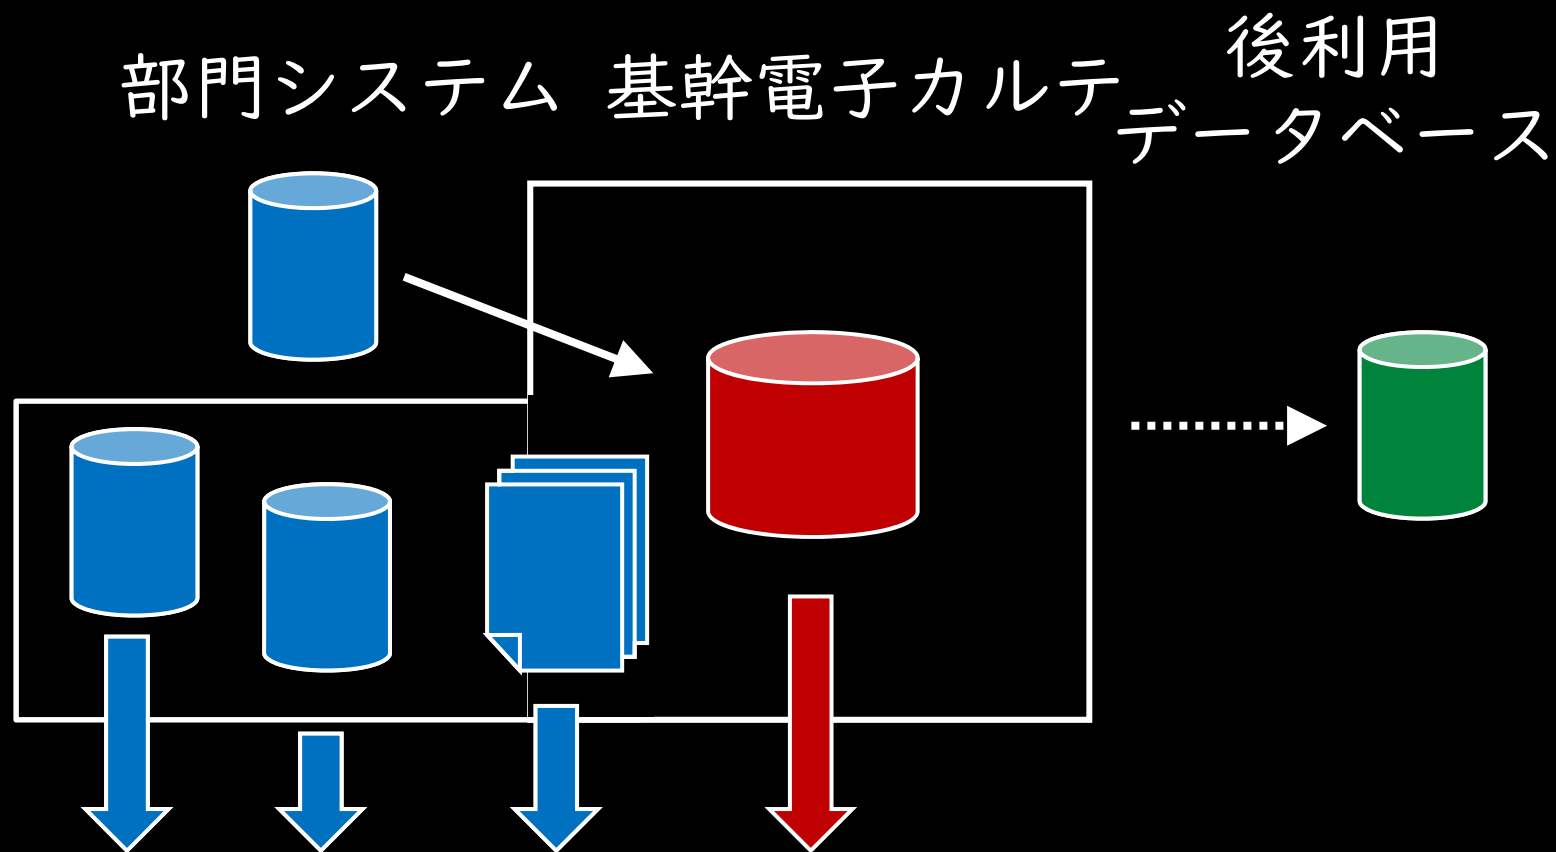 部門システム
基幹電子カルテ
後利用
データベース